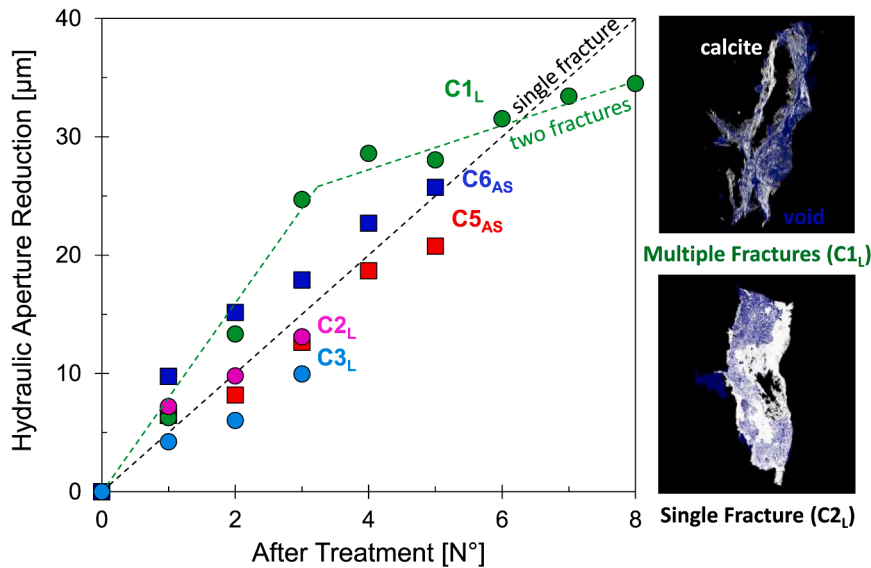 40
30
20
10
0
Hydraulic Aperture Reduction [µm]
0
2
4
6
8
After Treatment [N°]
C1L
single fracture
two fractures
C6AS
C5AS
C2L
C3L
calcite
void
Multiple Fractures (C1L)
Single Fracture (C2L)